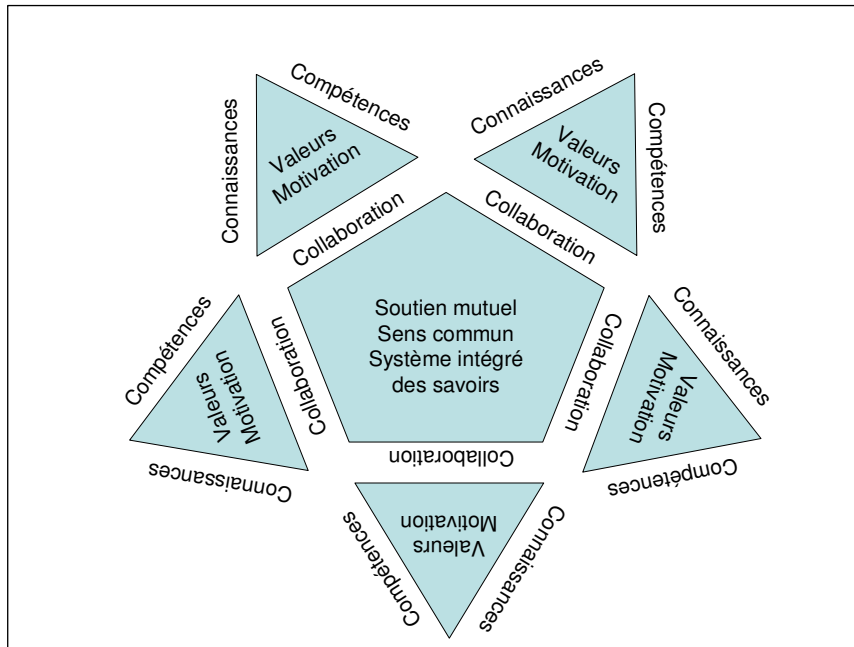 Compétences
Connaissances
Valeurs
Motivation
Collaboration
Connaissances
Compétences
Valeurs
Motivation
Collaboration
Soutien mutuel
Sens commun
Système intégré
des savoirs
Compétences
Valeurs
Motivation
Collaboration
Connaissances
Connaissances
Collaboration
Valeurs
Motivation
Compétences
Collaboration
Valeurs
Motivation
Compétences
Connaissances